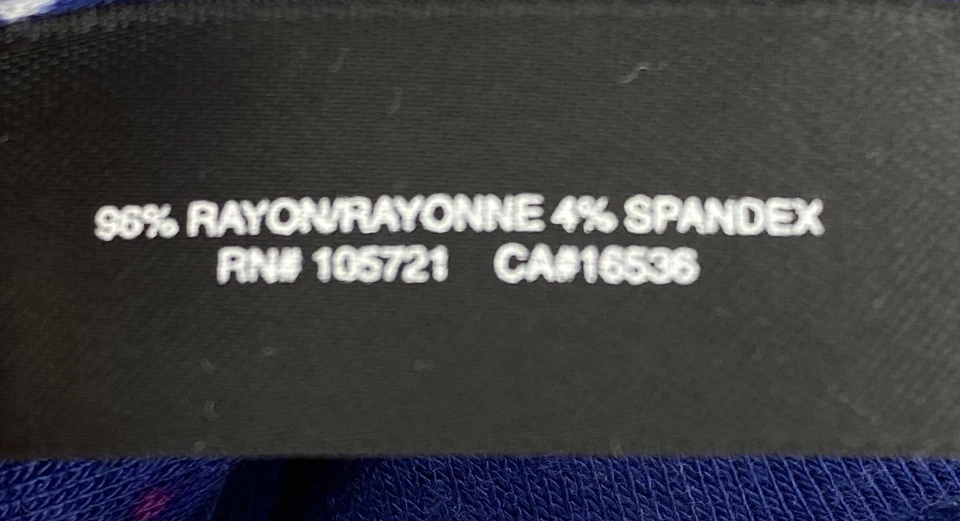 96% RAYON/RAYONNE 4% SPANDEX
RN# 105721 CA#16536